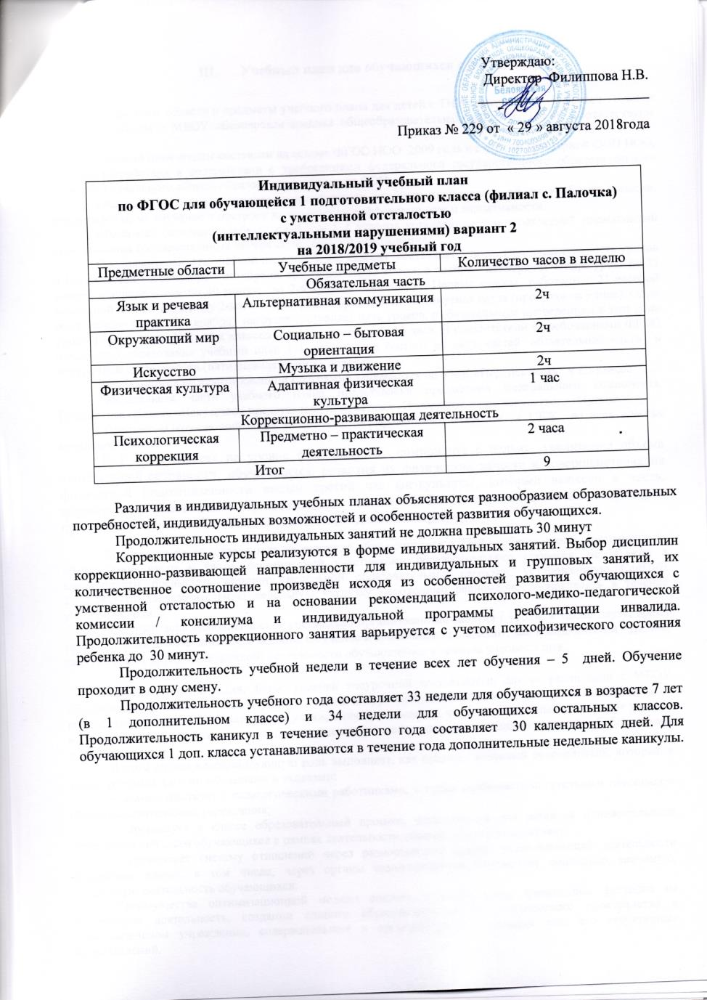 Утверждаю:
Директор Филиппова Н.В.
Приказ № 229 от « 29 » августа 2018года
Белоярская
ОГРН 1027003553125
Индивидуальный учебный план
по ФГОС для обучающейся 1 подготовительного класса (филиал с. Палочка)
с умственной отсталостью
(интеллектуальными нарушениями) вариант 2
на 2018/2019 учебный год
Предметные области Учебные предметы Количество часов в неделю
Обязательная часть
Язык и речевая Альтернативная коммуникация 2ч
практика
Окружающий мир Социально – бытовая 2ч
ориентация
Искусство Музыка и движение 2ч
Физическая культура Адаптивная физическая 1 час
культура
Коррекционно-развивающая деятельность
Психологическая Предметно – практическая 2 часа
коррекция деятельность
Итог 9
Различия в индивидуальных учебных планах объясняются разнообразием образовательных
потребностей, индивидуальных возможностей и особенностей развития обучающихся.
Продолжительность индивидуальных занятий не должна превышать 30 минут
Коррекционные курсы реализуются в форме индивидуальных занятий. Выбор дисциплин
коррекционно-развивающей направленности для индивидуальных и групповых занятий, их
количественное соотношение произведён исходя из особенностей развития обучающихся с
умственной отсталостью и на основании рекомендаций психолого-медико-педагогической
комиссии / консилиума и индивидуальной программы реабилитации инвалида.
Продолжительность коррекционного занятия варьируется с учетом психофизического состояния
ребенка до 30 минут.
Продолжительность учебной недели в течение всех лет обучения – 5 дней. Обучение
проходит в одну смену.
Продолжительность учебного года составляет 33 недели для обучающихся в возрасте 7 лет
(в 1 дополнительном классе) и 34 недели для обучающихся остальных классов.
Продолжительность каникул в течение учебного года составляет 30 календарных дней. Для
обучающихся 1 доп. класса устанавливаются в течение года дополнительные недельные каникулы.